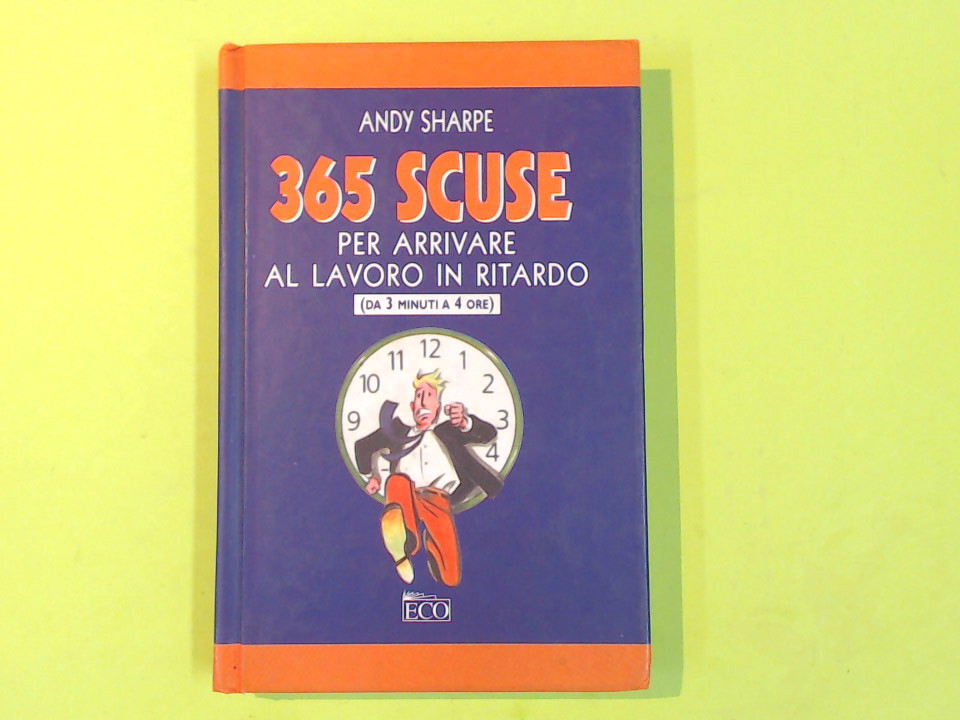 ANDY SHARPE
365 SCUSE
PER ARRIVARE
AL LAVORO IN RITARDO
(DA 3 MINUTI A 4 ORE)
12
11
1
10
2
9
3
4
ECO